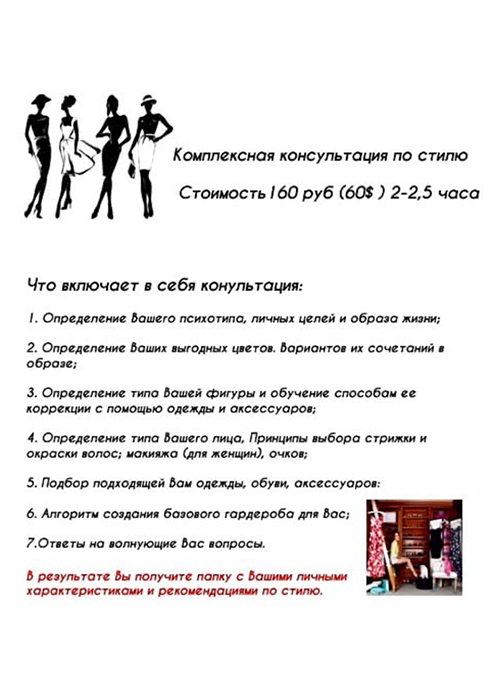 Комплексная консультация по стилю
Стоимость 160 руб (60$ ) 2-2,5 часа
Что включает в себя конультация:
1. Определение Вашего психотипа, личных целей и образа жизни;
2. Определение Ваших выгодных цветов. Вариантов их сочетаний в
образе;
3. Определение типа Вашей фигуры и обучение способам ее
коррекции с помощью одежды и аксессуаров;
4. Определение типа Вашего лица, Принципы выбора стрижки и
окраски волос; макияжа (для женщин), очков;
5. Подбор подходящей Вам одежды, обуви, аксессуаров:
6. Алгоритм создания базового гардероба для Вас;
7.Ответы на волнующие Вас вопросы.
В результате Вы получите папку с Вашими личными
характеристиками и рекомендациями по стилю.